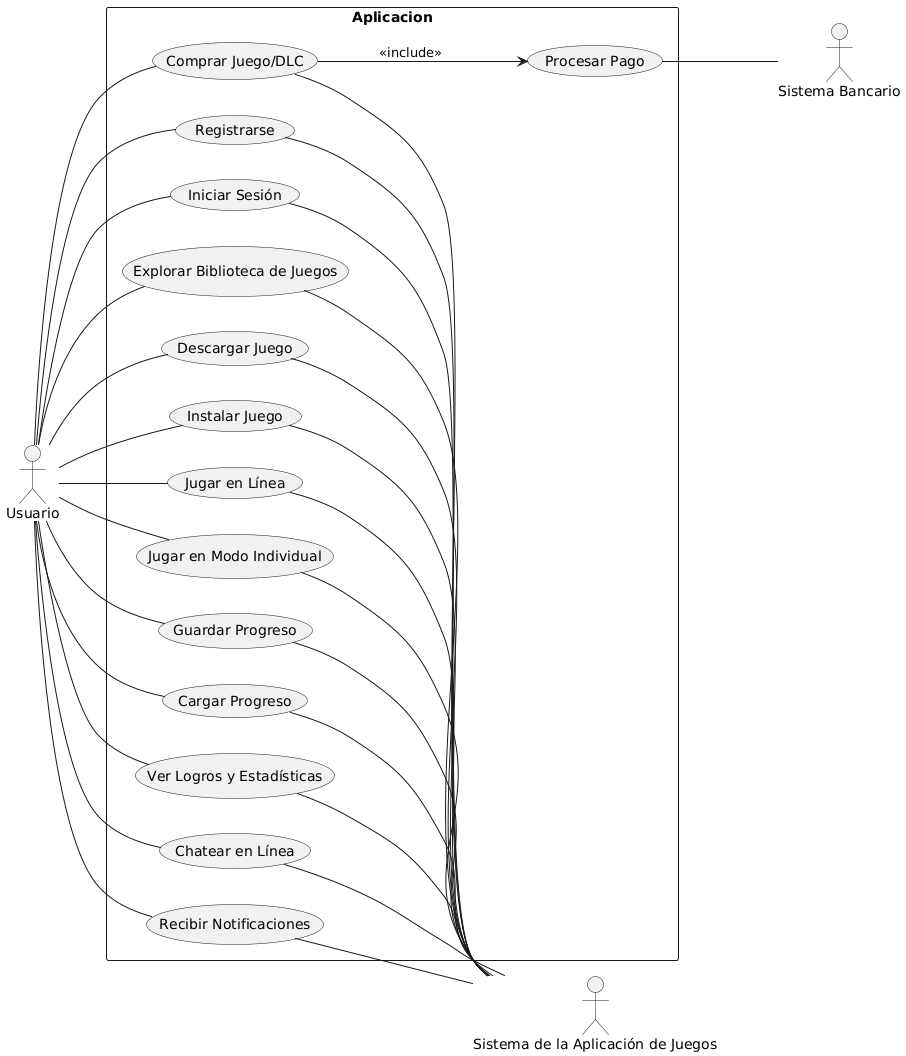 Aplicacion
Comprar Juego/DLC
«include»
Procesar Pago
Sistema Bancario
Registrarse
Iniciar Sesión
Explorar Biblioteca de Juegos
Descargar Juego
Instalar Juego
Jugar en Línea
Usuario
Jugar en Modo Individual
Guardar Progreso
Cargar Progreso
Ver Logros y Estadísticas
Chatear en Línea
Recibir Notificaciones
Sistema de la Aplicación de Juegos